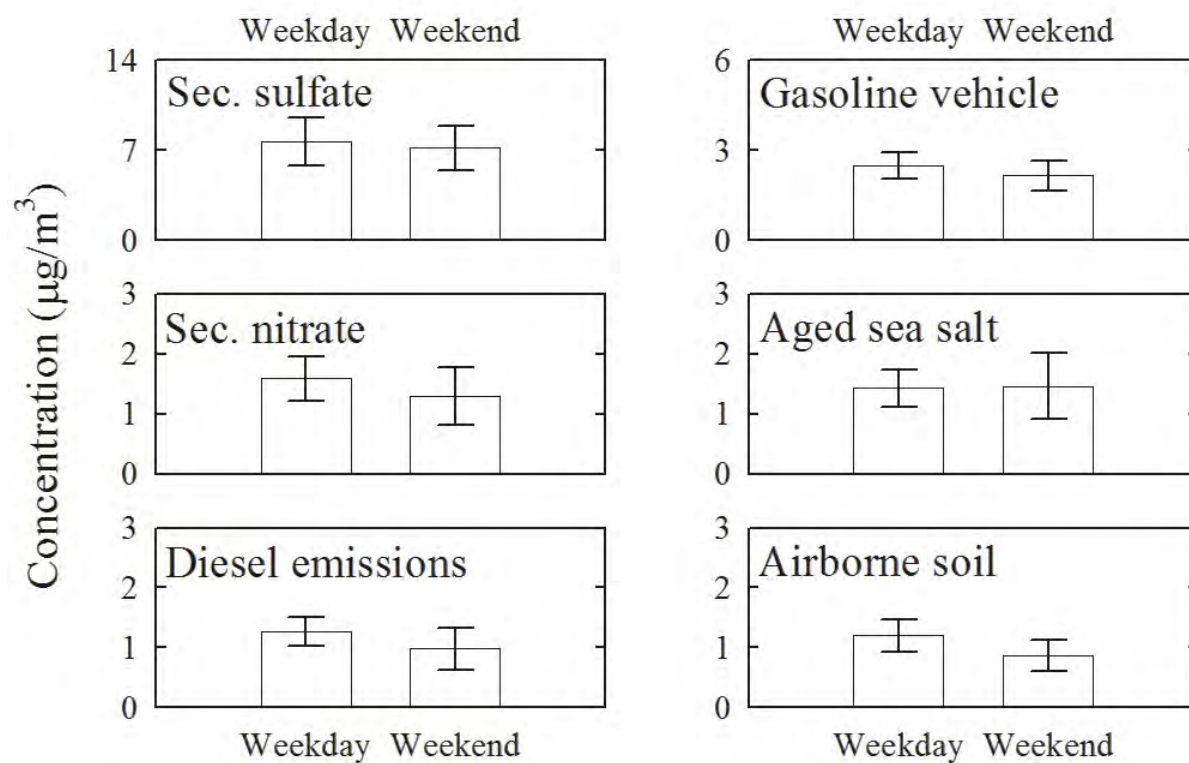 Weekday Weekend
Weekday Weekend
Concentration (µg/m³)
14
7
0
Sec. sulfate
6
3
0
Gasoline vehicle
3
2
1
0
Sec. nitrate
3
2
1
0
Aged sea salt
3
2
1
0
Diesel emissions
3
2
1
0
Airborne soil
Weekday Weekend
Weekday Weekend